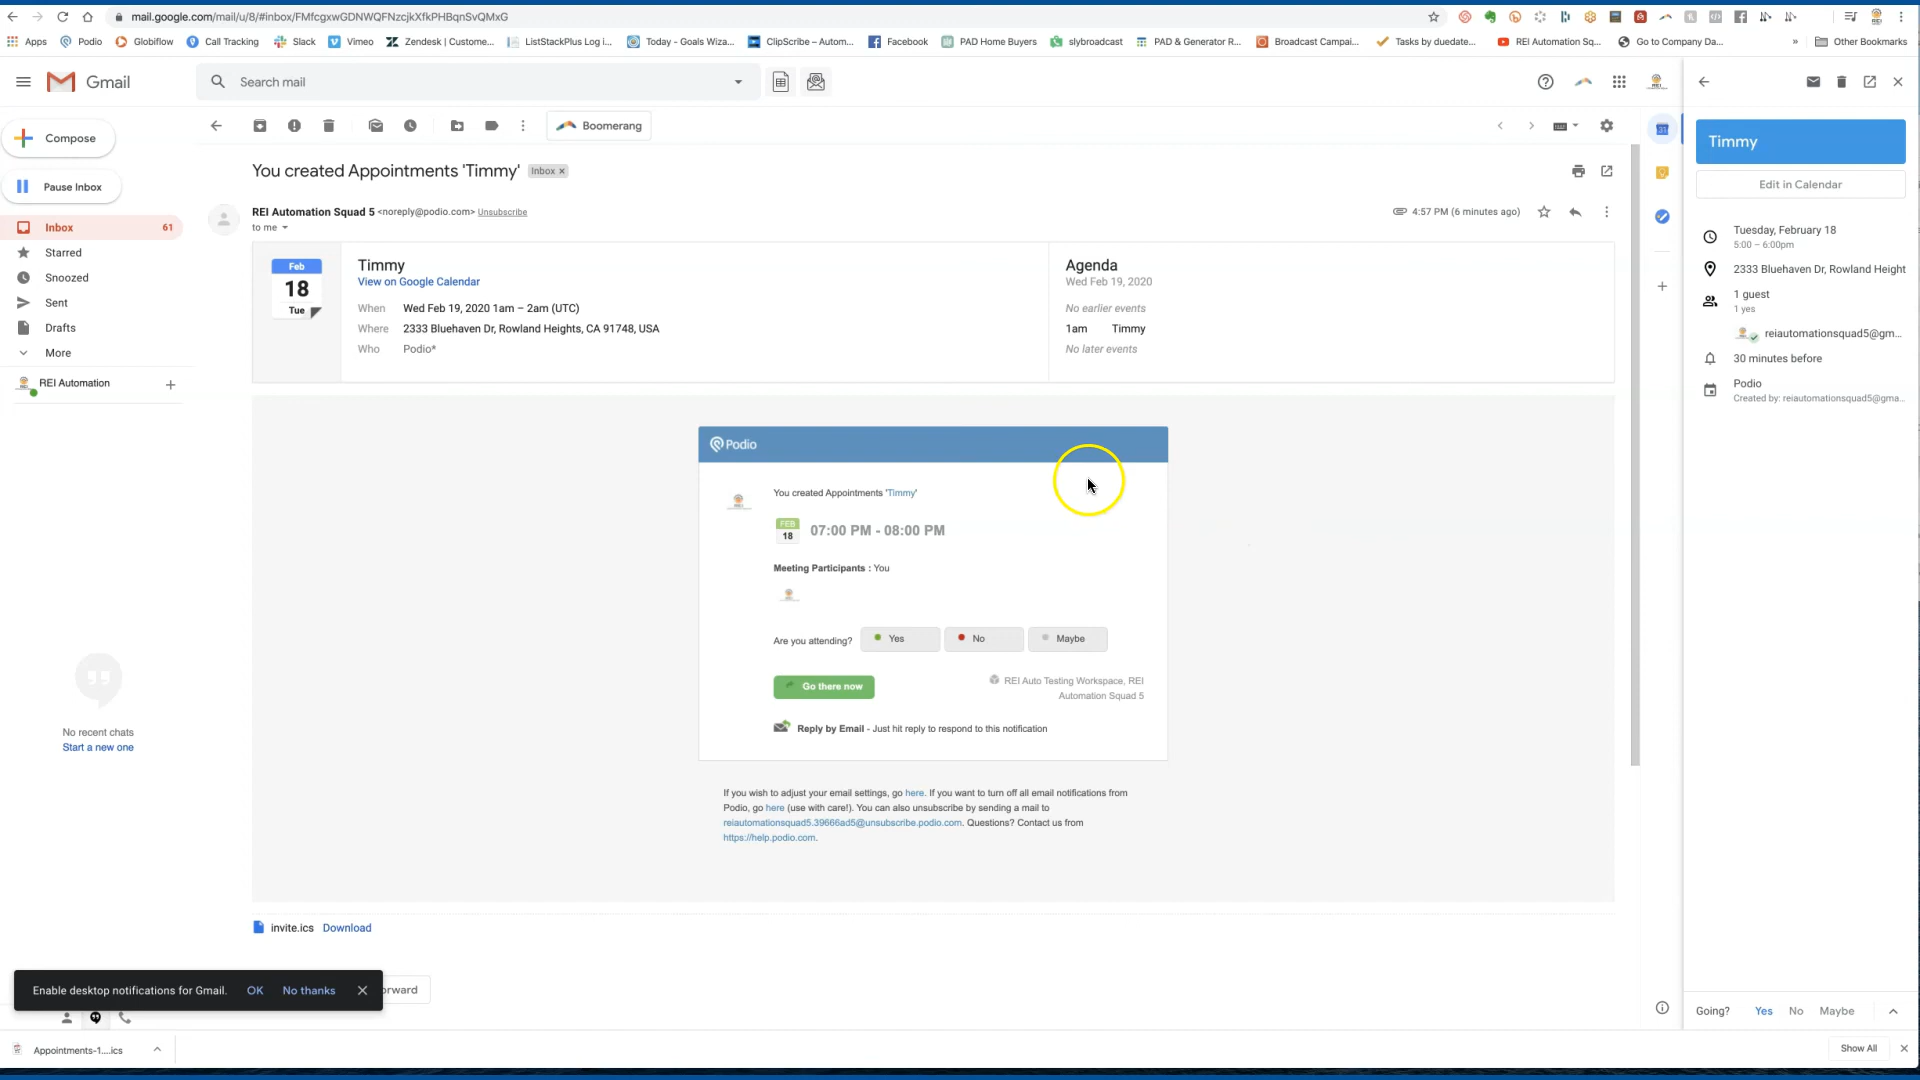 mail.google.com/mail/u/8/#inbox/FMfcgxwGDNWQFNzcjkXfkPHBqnSvQMxG
Apps Podio Globiflow Call Tracking Slack Vimeo Zendesk (Custome... ListStackPlus Log i... Today - Goals Wiza... ClipScribe – Autom... Facebook PAD Home Buyers slybroadcast PAD & Generator R... Broadcast Campai... Tasks by duedate... REI Automation Sq... Go to Company Da... » Other Bookmarks
Gmail
Search mail
Compose
Pause Inbox
Inbox 61
Starred
Snoozed
Sent
Drafts
More
REI Automation
No recent chats
Start a new one
Boomerang
You created Appointments 'Timmy' Inbox x
REI Automation Squad 5 <noreply@podio.com> Unsubscribe
to me
4:57 PM (6 minutes ago)
Feb
18
Tue
Timmy
View on Google Calendar
When Wed Feb 19, 2020 1am – 2am (UTC)
Where 2333 Bluehaven Dr, Rowland Heights, CA 91748, USA
Who Podio*
Agenda
Wed Feb 19, 2020
No earlier events
1am Timmy
No later events
Podio
You created Appointments 'Timmy'
FEB
18
07:00 PM - 08:00 PM
Meeting Participants : You
Are you attending? Yes No Maybe
Go there now
REI Auto Testing Workspace, REI
Automation Squad 5
Reply by Email - Just hit reply to respond to this notification
If you wish to adjust your email settings, go here. If you want to turn off all email notifications from
Podio, go here (use with care!). You can also unsubscribe by sending a mail to
reiautomationsquad5.39666ad5@unsubscribe.podio.com. Questions? Contact us from
https://help.podio.com.
invite.ics Download
orward
Enable desktop notifications for Gmail. OK No thanks
Timmy
Edit in Calendar
Tuesday, February 18
5:00 – 6:00pm
2333 Bluehaven Dr, Rowland Height
1 guest
1 yes
reiautomationsquad5@gm...
30 minutes before
Podio
Created by: reiautomationsquad5@gma...
Going? Yes No Maybe
Appointments-1....ics
Show All